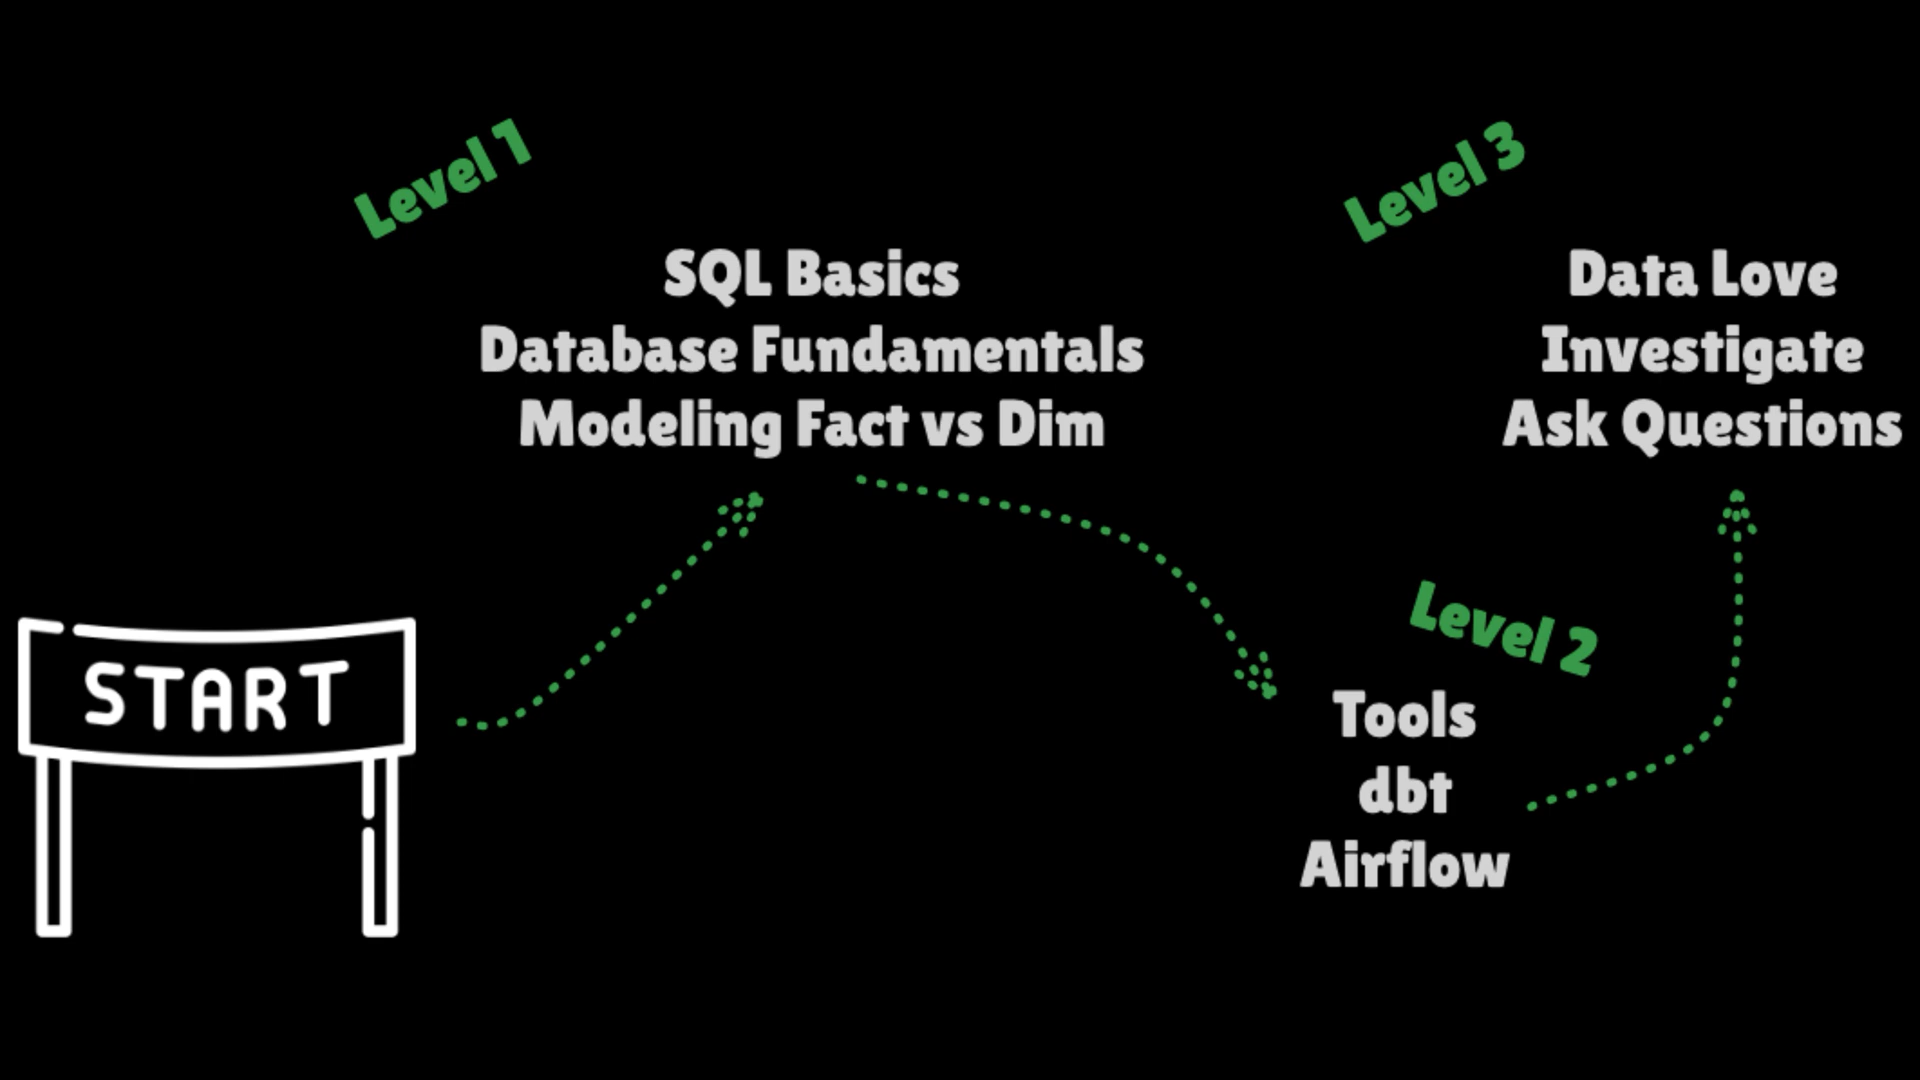 Level 1
SQL Basics
Database Fundamentals
Modeling Fact vs Dim
Level 3
Data Love
Investigate
Ask Questions
START
Level 2
Tools
dbt
Airflow